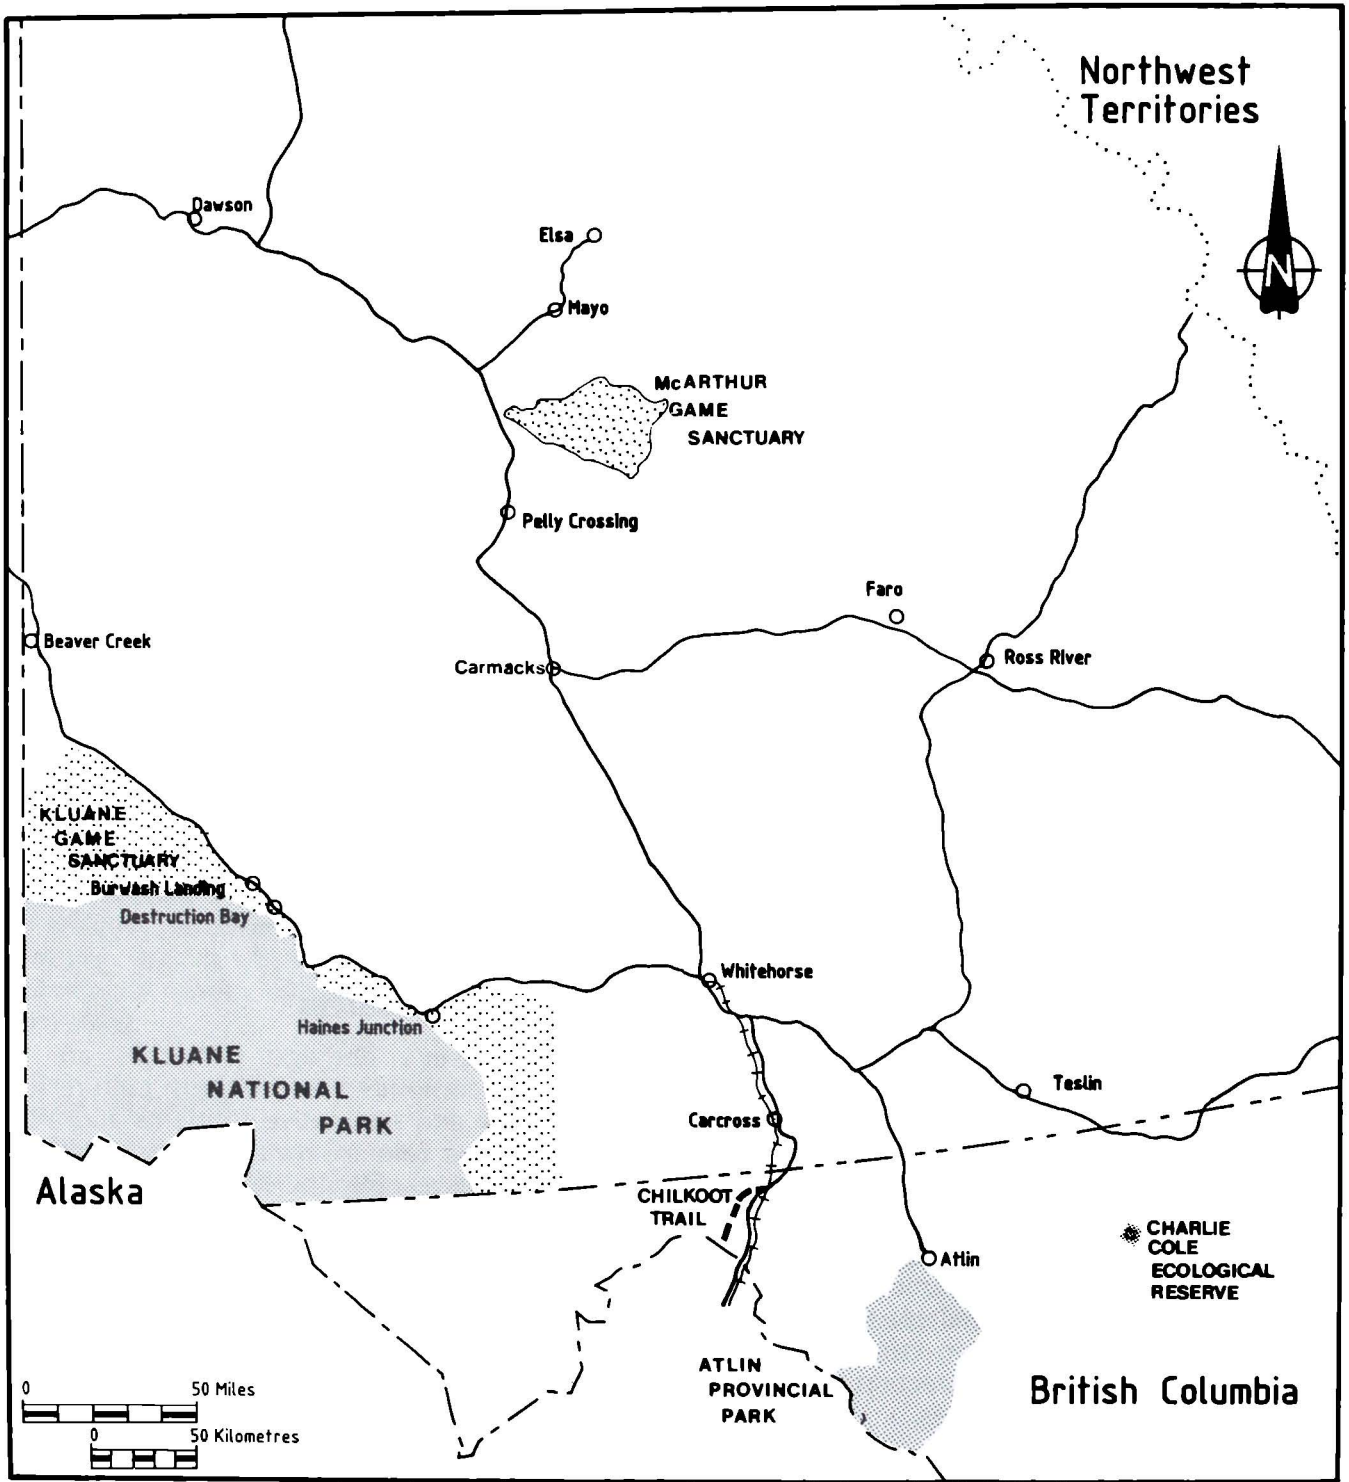 Northwest
Territories
Dawson
Elsa
N
Mayo
McARTHUR
GAME
SANCTUARY
Pelly Crossing
Faro
Beaver Creek
Carmacks
Ross River
KLUANE
GAME
SANCTUARY
Burwash Landing
Destruction Bay
Whitehorse
Haines Junction
KLUANE
NATIONAL
PARK
Teslin
Carcross
Alaska
CHILKOOT
TRAIL
CHARLIE
COLE
ECOLOGICAL
RESERVE
Atlin
ATLIN
PROVINCIAL
PARK
British Columbia
0 50 Miles
0 50 Kilometres